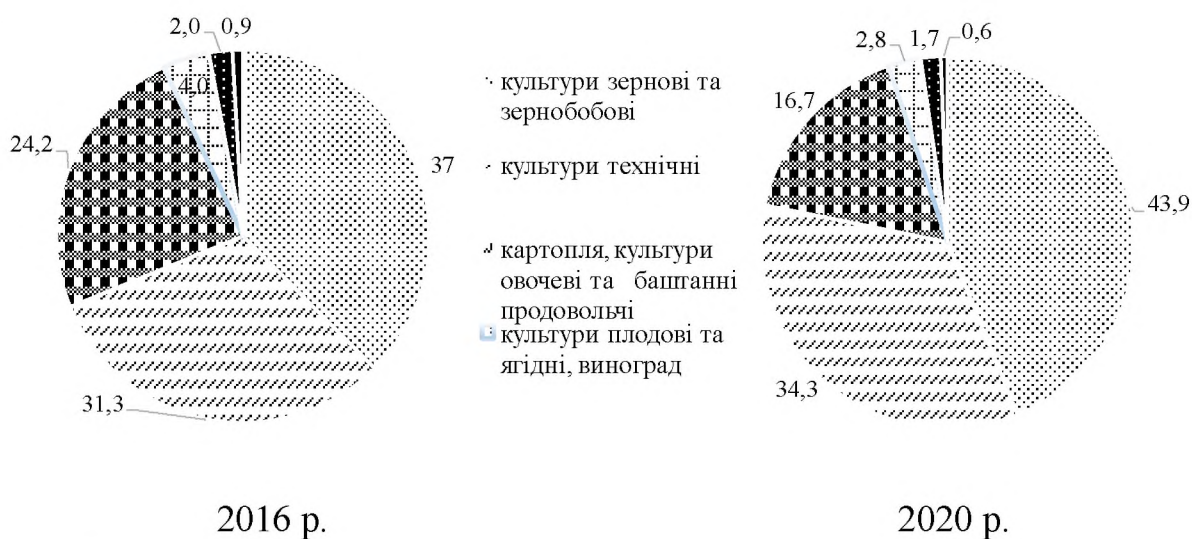 2,0
0,9
4,0
24,2
37
31,3
культури зернові та
зернобобові
культури технічні
картопля, культури
овочеві та баштанні
продовольчі
культури плодові та
ягідні, виноград
2,8
1,7
0,6
16,7
43,9
34,3
2016 р.
2020 р.